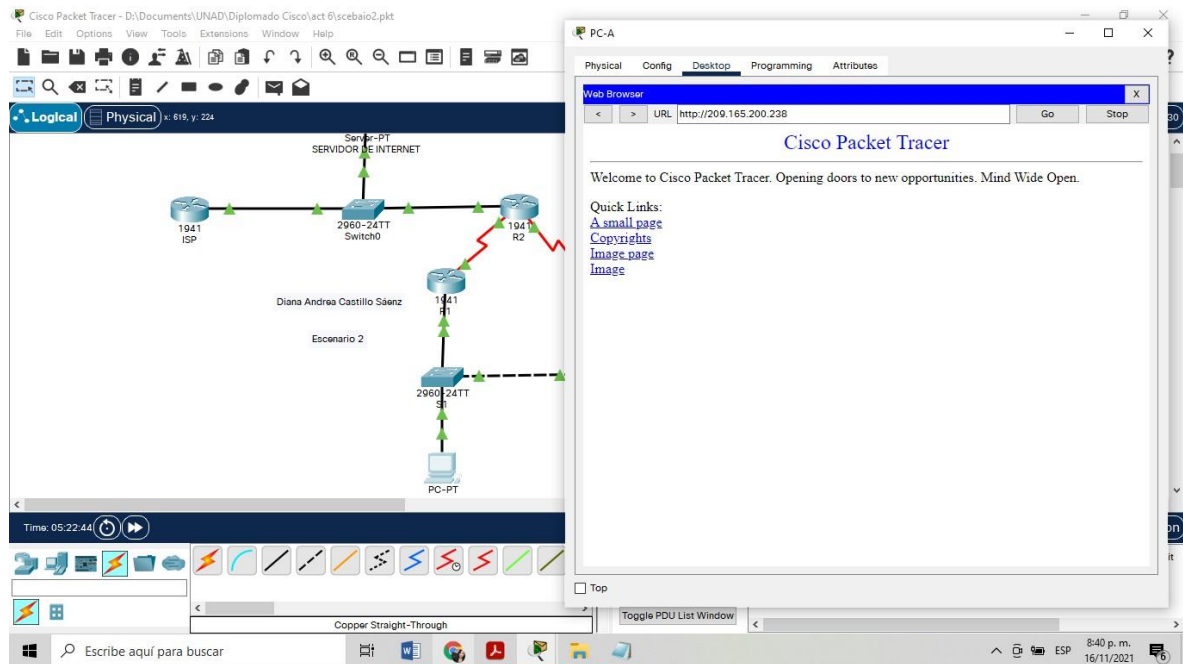 Cisco Packet Tracer - D:\Documents\UNAD\Diplomado Cisco\act 6\scebaio2.pkt
File Edit Options View Tools Extensions Window Help
Logical
Physical
x: 619, y: 224
Server-PT
SERVIDOR DE INTERNET
1941
ISP
2960-24TT
Switch0
1941
R2
Diana Andrea Castillo Sáenz
1941
R1
Escenario 2
2960-24TT
S1
PC-PT
Time: 05:22:44
Copper Straight-Through
PC-A
Physical Config Desktop Programming Attributes
Web Browser
X
< > URL http://209.165.200.238 Go Stop
Cisco Packet Tracer
Welcome to Cisco Packet Tracer. Opening doors to new opportunities. Mind Wide Open.
Quick Links:
A small page
Copyrights
Image page
Image
Top
Toggle PDU List Window
Escribe aquí para buscar
ESP
8:40 p. m.
16/11/2021
6